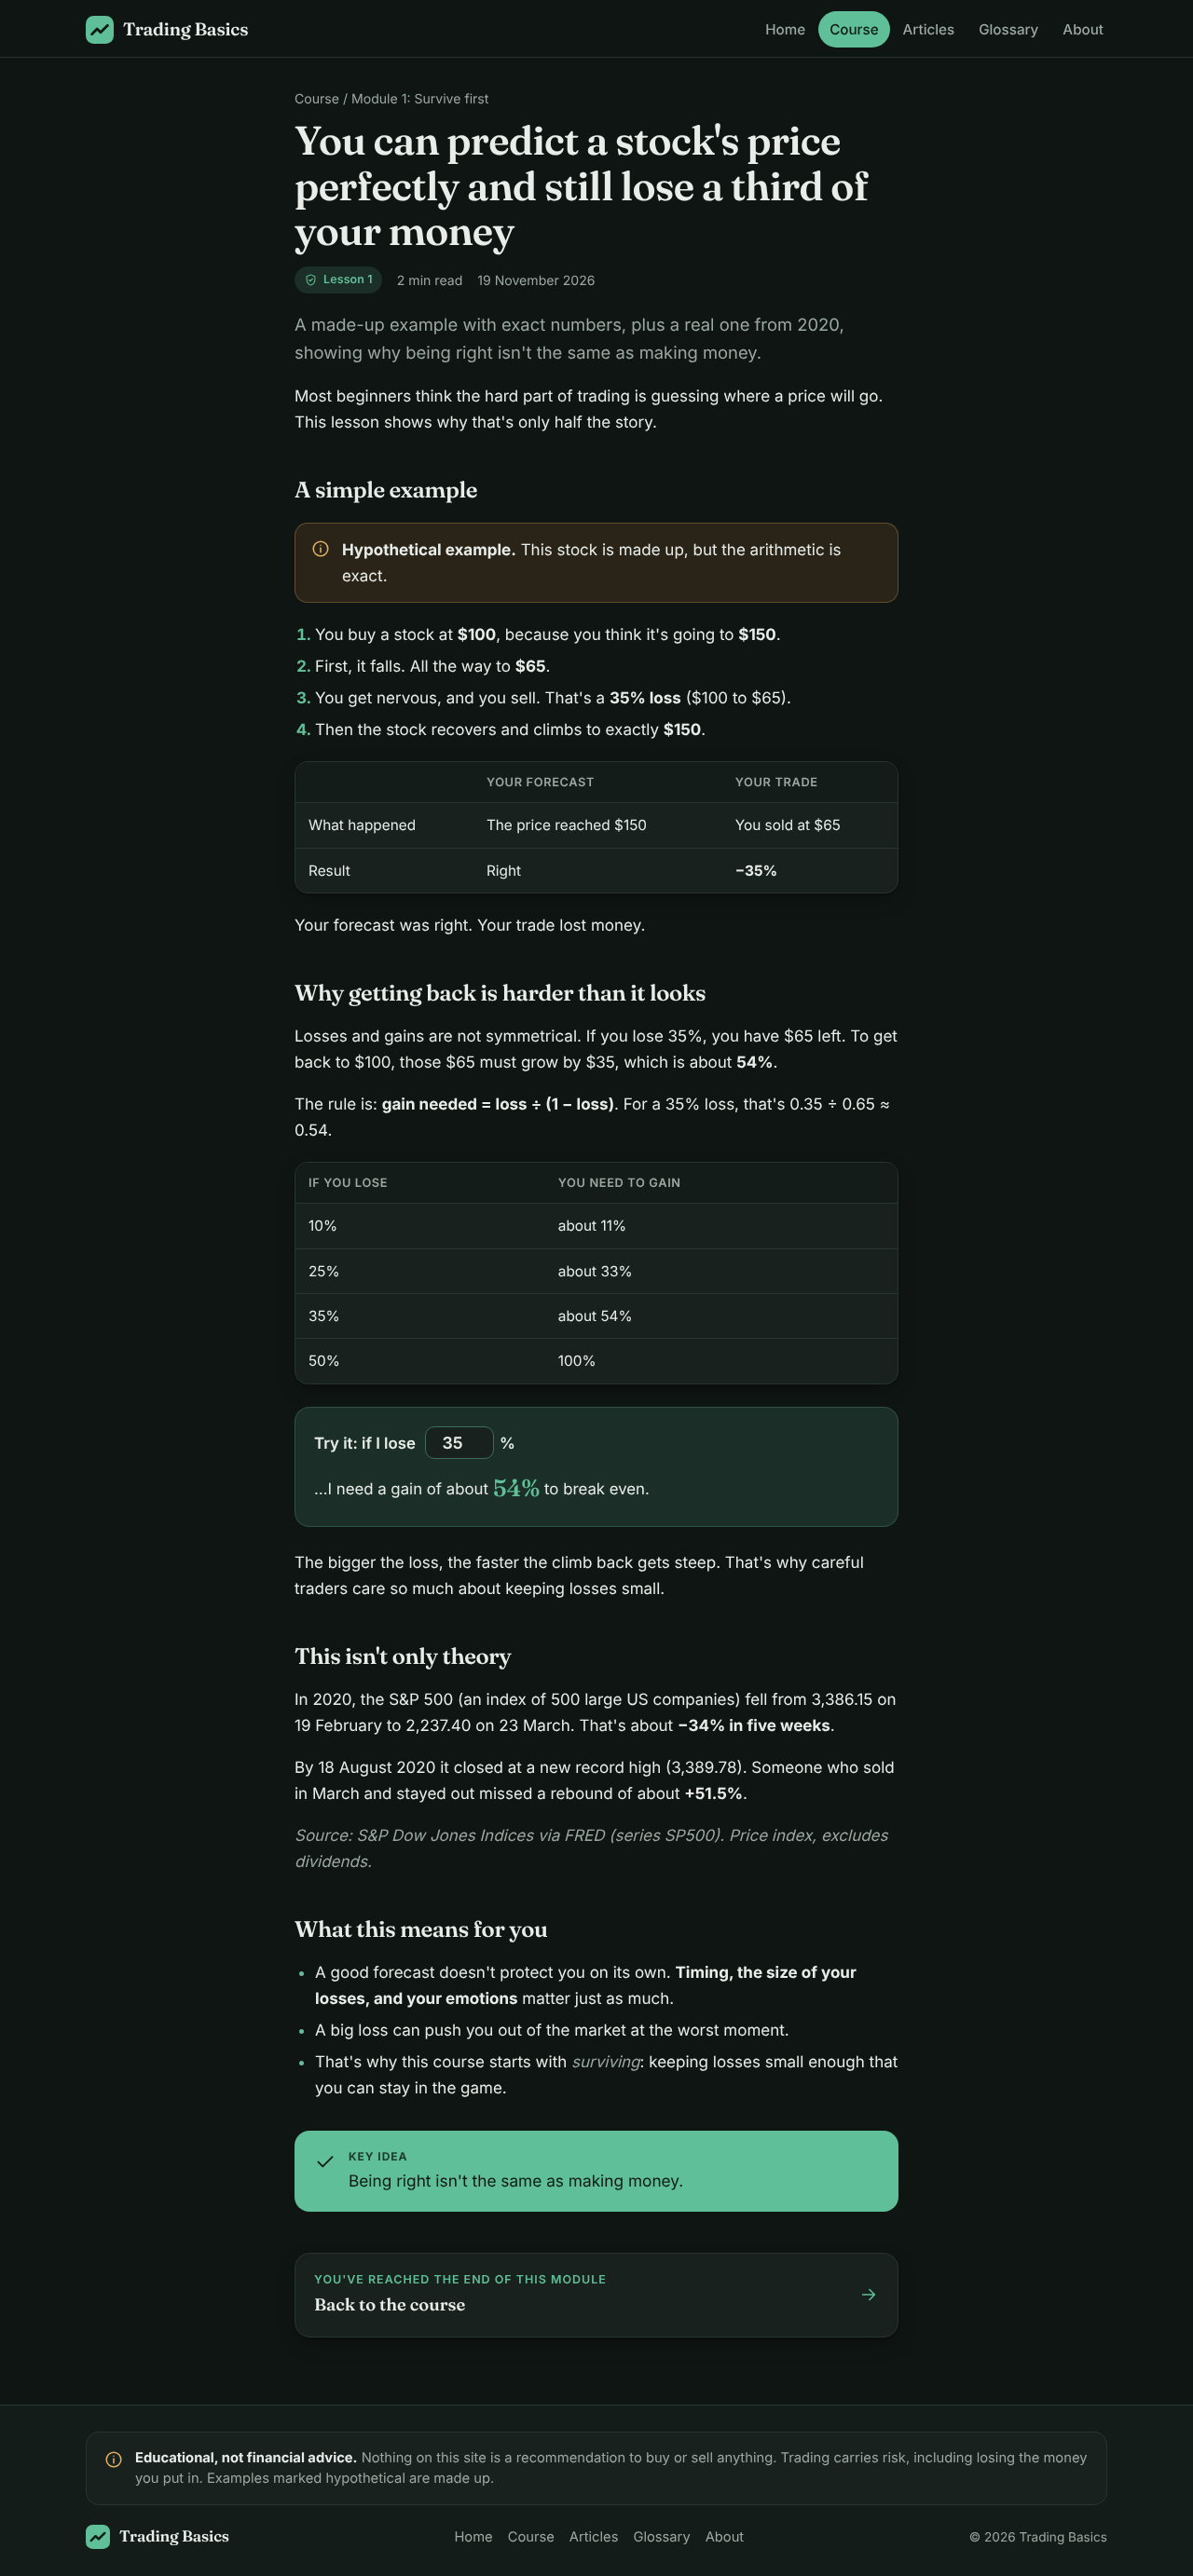 Trading Basics
Home Course Articles Glossary About
Course / Module 1: Survive first
You can predict a stock's price
perfectly and still lose a third of
your money
Lesson 1 2 min read 19 November 2026
A made-up example with exact numbers, plus a real one from 2020,
showing why being right isn't the same as making money.
Most beginners think the hard part of trading is guessing where a price will go.
This lesson shows why that's only half the story.
A simple example
Hypothetical example. This stock is made up, but the arithmetic is
exact.
1. You buy a stock at $100, because you think it's going to $150.
2. First, it falls. All the way to $65.
3. You get nervous, and you sell. That's a 35% loss ($100 to $65).
4. Then the stock recovers and climbs to exactly $150.
YOUR FORECAST YOUR TRADE
What happened The price reached $150 You sold at $65
Result Right −35%
Your forecast was right. Your trade lost money.
Why getting back is harder than it looks
Losses and gains are not symmetrical. If you lose 35%, you have $65 left. To get
back to $100, those $65 must grow by $35, which is about 54%.
The rule is: gain needed = loss ÷ (1 − loss). For a 35% loss, that's 0.35 ÷ 0.65 ≈
0.54.
IF YOU LOSE YOU NEED TO GAIN
10% about 11%
25% about 33%
35% about 54%
50% 100%
Try it: if I lose 35 %
...I need a gain of about 54% to break even.
The bigger the loss, the faster the climb back gets steep. That's why careful
traders care so much about keeping losses small.
This isn't only theory
In 2020, the S&P 500 (an index of 500 large US companies) fell from 3,386.15 on
19 February to 2,237.40 on 23 March. That's about −34% in five weeks.
By 18 August 2020 it closed at a new record high (3,389.78). Someone who sold
in March and stayed out missed a rebound of about +51.5%.
Source: S&P Dow Jones Indices via FRED (series SP500). Price index, excludes
dividends.
What this means for you
• A good forecast doesn't protect you on its own. Timing, the size of your
losses, and your emotions matter just as much.
• A big loss can push you out of the market at the worst moment.
• That's why this course starts with surviving: keeping losses small enough that
you can stay in the game.
KEY IDEA
Being right isn't the same as making money.
YOU'VE REACHED THE END OF THIS MODULE
Back to the course →
Educational, not financial advice. Nothing on this site is a recommendation to buy or sell anything. Trading carries risk, including losing the money
you put in. Examples marked hypothetical are made up.
Trading Basics Home Course Articles Glossary About © 2026 Trading Basics